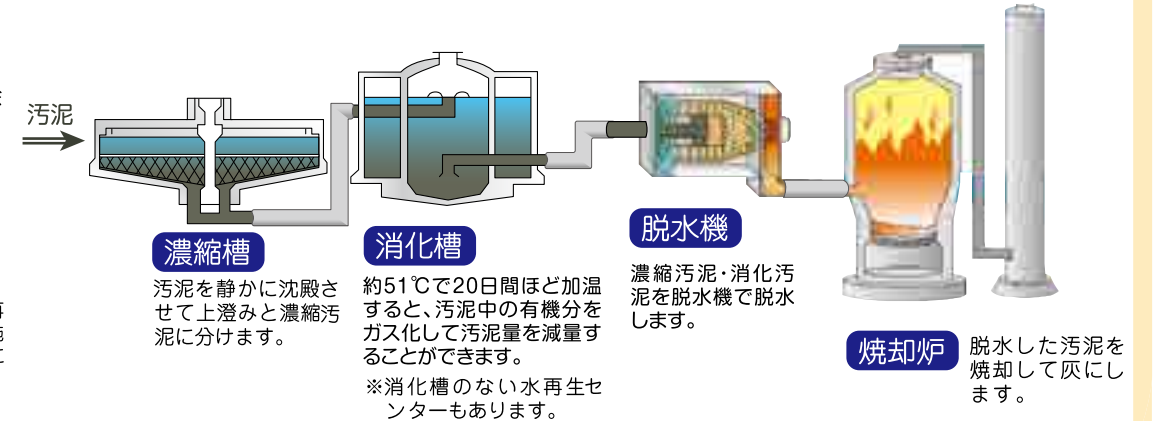 汚泥
濃縮槽
汚泥を静かに沈殿さ
せて上澄みと濃縮汚
泥に分けます。
消化槽
約51℃で20日間ほど加温
すると、汚泥中の有機分を
ガス化して汚泥量を減量す
ることができます。
※消化槽のない水再生セ
ンターもあります。
脱水機
濃縮汚泥・消化汚
泥を脱水機で脱水
します。
焼却炉
脱水した汚泥を
焼却して灰にし
ます。